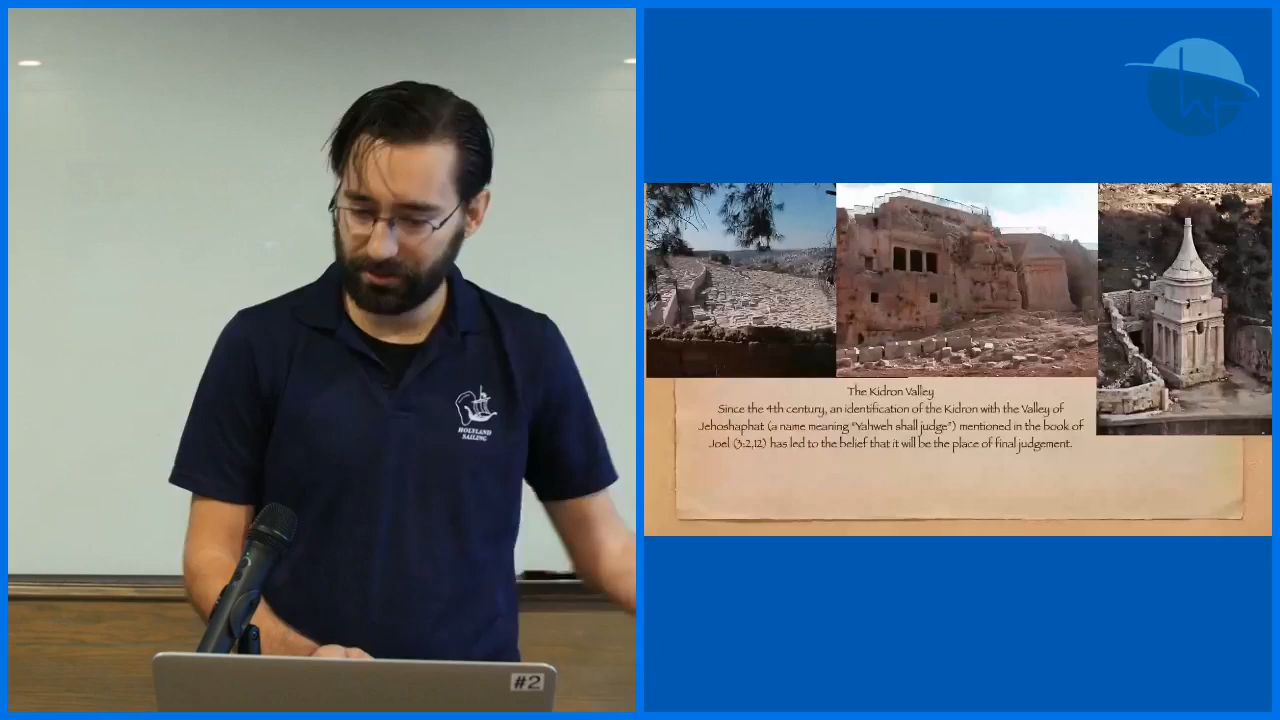 HOLYLAND
SAILING
#2
The Kidron Valley
Since the 4th century, an identification of the Kidron with the Valley of
Jehoshaphat (a name meaning "Yahweh shall judge") mentioned in the book of
Joel (3:2,12) has led to the belief that it will be the place of final judgement.